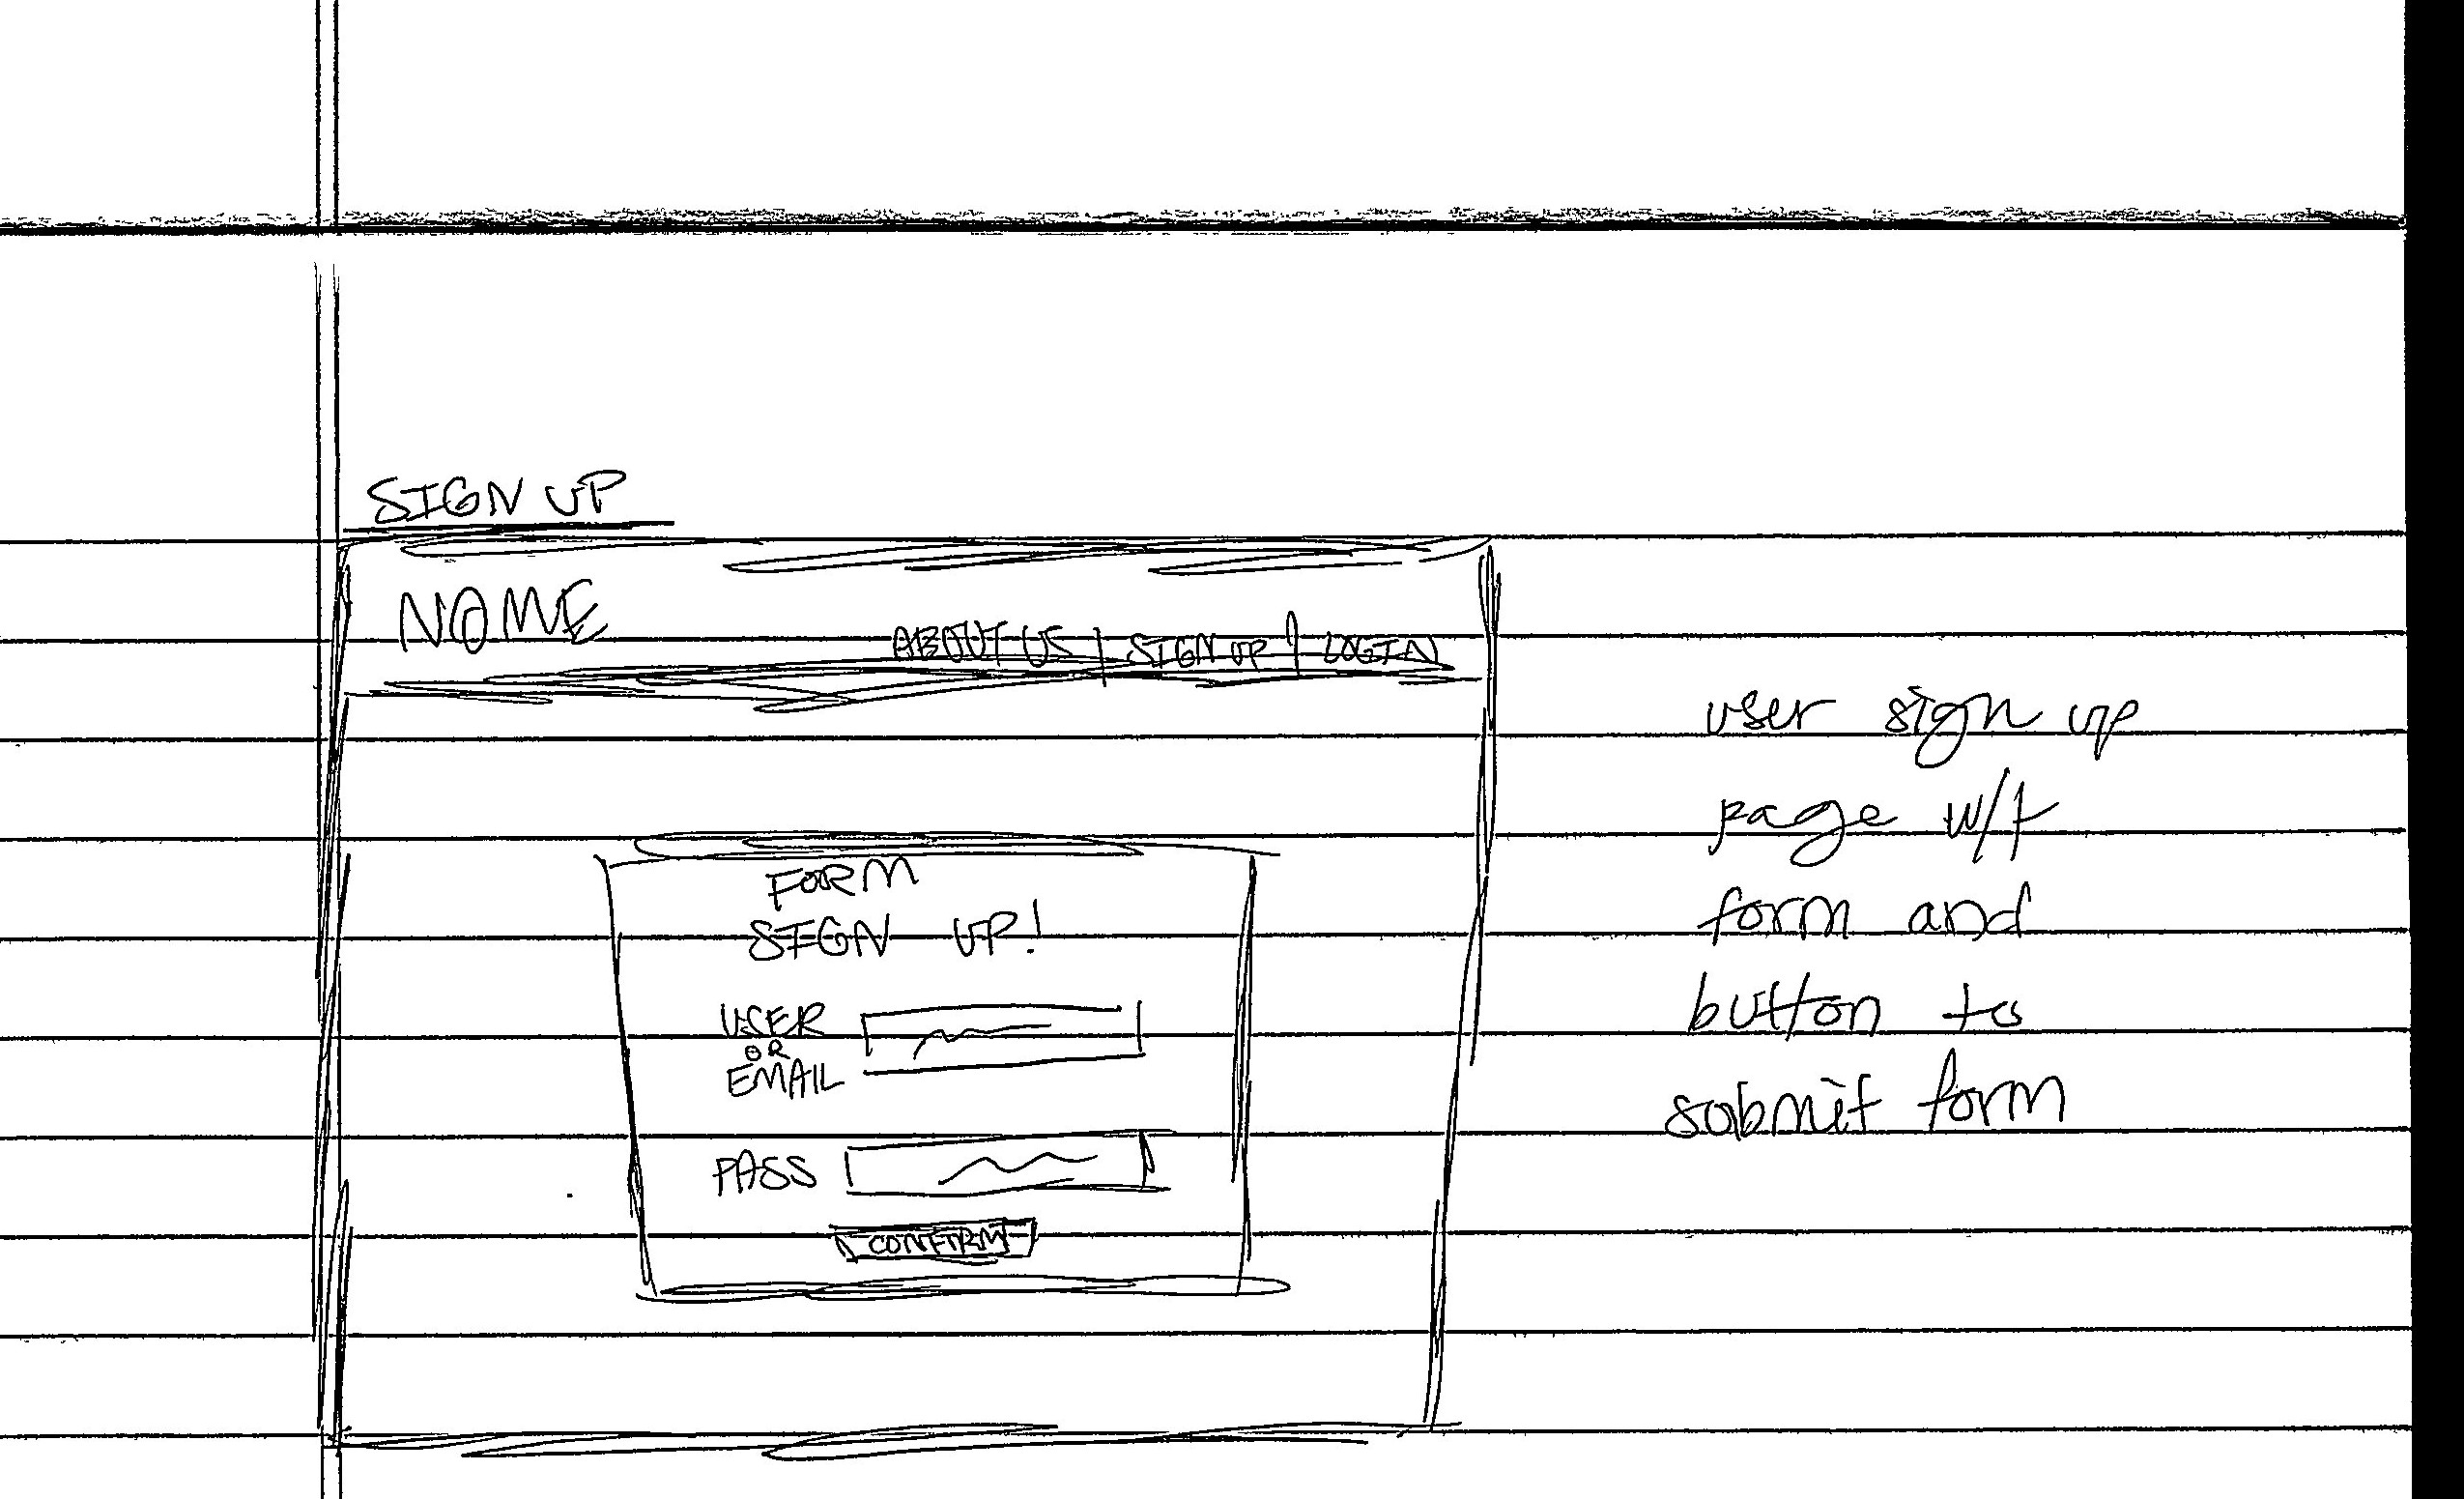 SIGN UP
NOME
ABOUT US | SIGN UP | LOGIN
FORM
SIGN UP!
USER
OR
EMAIL
PASS
CONFIRM
user sign up
page w/t
form and
button to
submit form